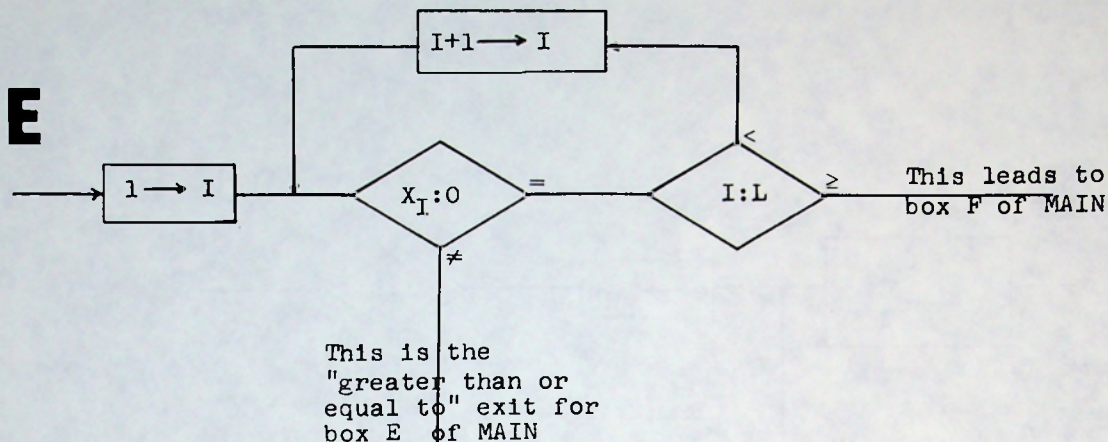 I+1 → I
E
1 → I
X_I:0
=
≠
I:L
<
≥
This leads to
box F of MAIN
This is the
"greater than or
equal to" exit for
box E of MAIN